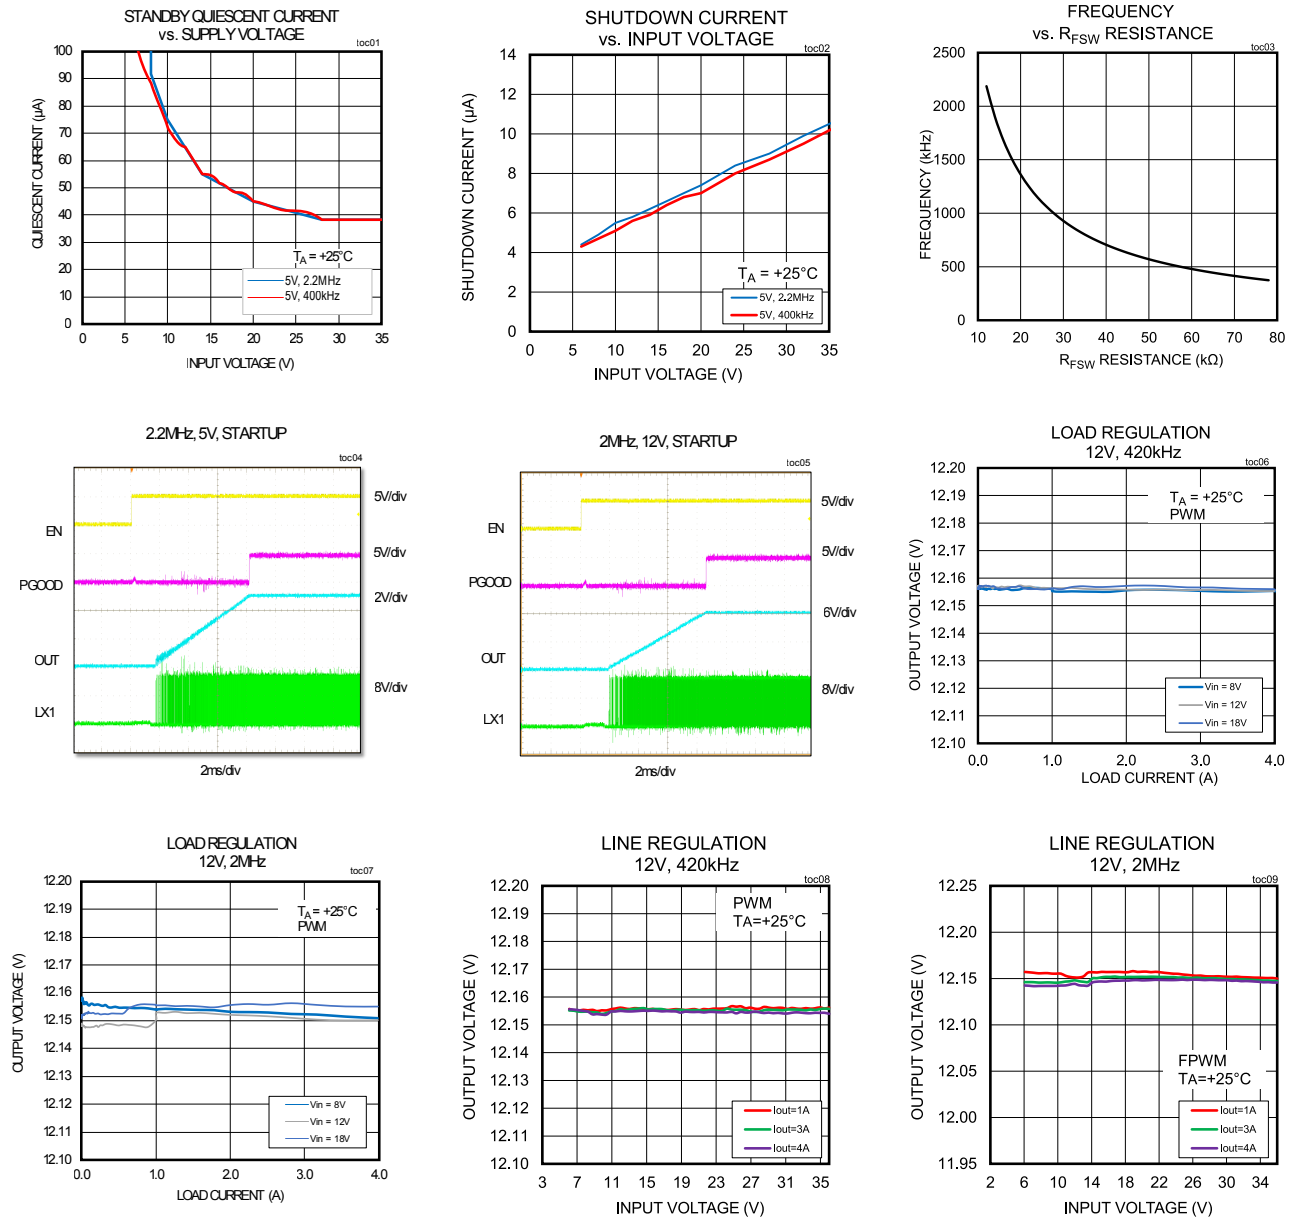 STANDBY QUIESCENT CURRENT
vs. SUPPLY VOLTAGE
toc01
100
90
80
70
60
50
40
30
20
10
0
QUIESCENT CURRENT (µA)
TA = +25°C
5V, 2.2MHz
5V, 400kHz
0 5 10 15 20 25 30 35
INPUT VOLTAGE (V)
SHUTDOWN CURRENT
vs. INPUT VOLTAGE
toc02
14
12
10
8
6
4
2
0
SHUTDOWN CURRENT (µA)
TA = +25°C
5V, 2.2MHz
5V, 400kHz
0 5 10 15 20 25 30 35
INPUT VOLTAGE (V)
FREQUENCY
vs. RFSW RESISTANCE
toc03
2500
2000
1500
1000
500
0
FREQUENCY (kHz)
10 20 30 40 50 60 70 80
RFSW RESISTANCE (kΩ)
2.2MHz, 5V, STARTUP
toc04
EN
5V/div
PGOOD
5V/div
2V/div
OUT
8V/div
LX1
2ms/div
2MHz, 12V, STARTUP
toc05
EN
5V/div
PGOOD
5V/div
6V/div
OUT
8V/div
LX1
2ms/div
LOAD REGULATION
12V, 420kHz
toc06
12.20
12.19
12.18
12.17
12.16
12.15
12.14
12.13
12.12
12.11
12.10
OUTPUT VOLTAGE (V)
TA = +25°C
PWM
Vin = 8V
Vin = 12V
Vin = 18V
0.0 1.0 2.0 3.0 4.0
LOAD CURRENT (A)
LOAD REGULATION
12V, 2MHz
toc07
12.20
12.19
12.18
12.17
12.16
12.15
12.14
12.13
12.12
12.11
12.10
OUTPUT VOLTAGE (V)
TA = +25°C
PWM
Vin = 8V
Vin = 12V
Vin = 18V
0.0 1.0 2.0 3.0 4.0
LOAD CURRENT (A)
LINE REGULATION
12V, 420kHz
toc08
12.20
12.19
12.18
12.17
12.16
12.15
12.14
12.13
12.12
12.11
12.10
OUTPUT VOLTAGE (V)
PWM
TA=+25°C
Iout=1A
Iout=3A
Iout=4A
3 7 11 15 19 23 27 31 35
INPUT VOLTAGE (V)
LINE REGULATION
12V, 2MHz
toc09
12.25
12.20
12.15
12.10
12.05
12.00
11.95
OUTPUT VOLTAGE (V)
FPWM
TA=+25°C
Iout=1A
Iout=3A
Iout=4A
2 6 10 14 18 22 26 30 34
INPUT VOLTAGE (V)